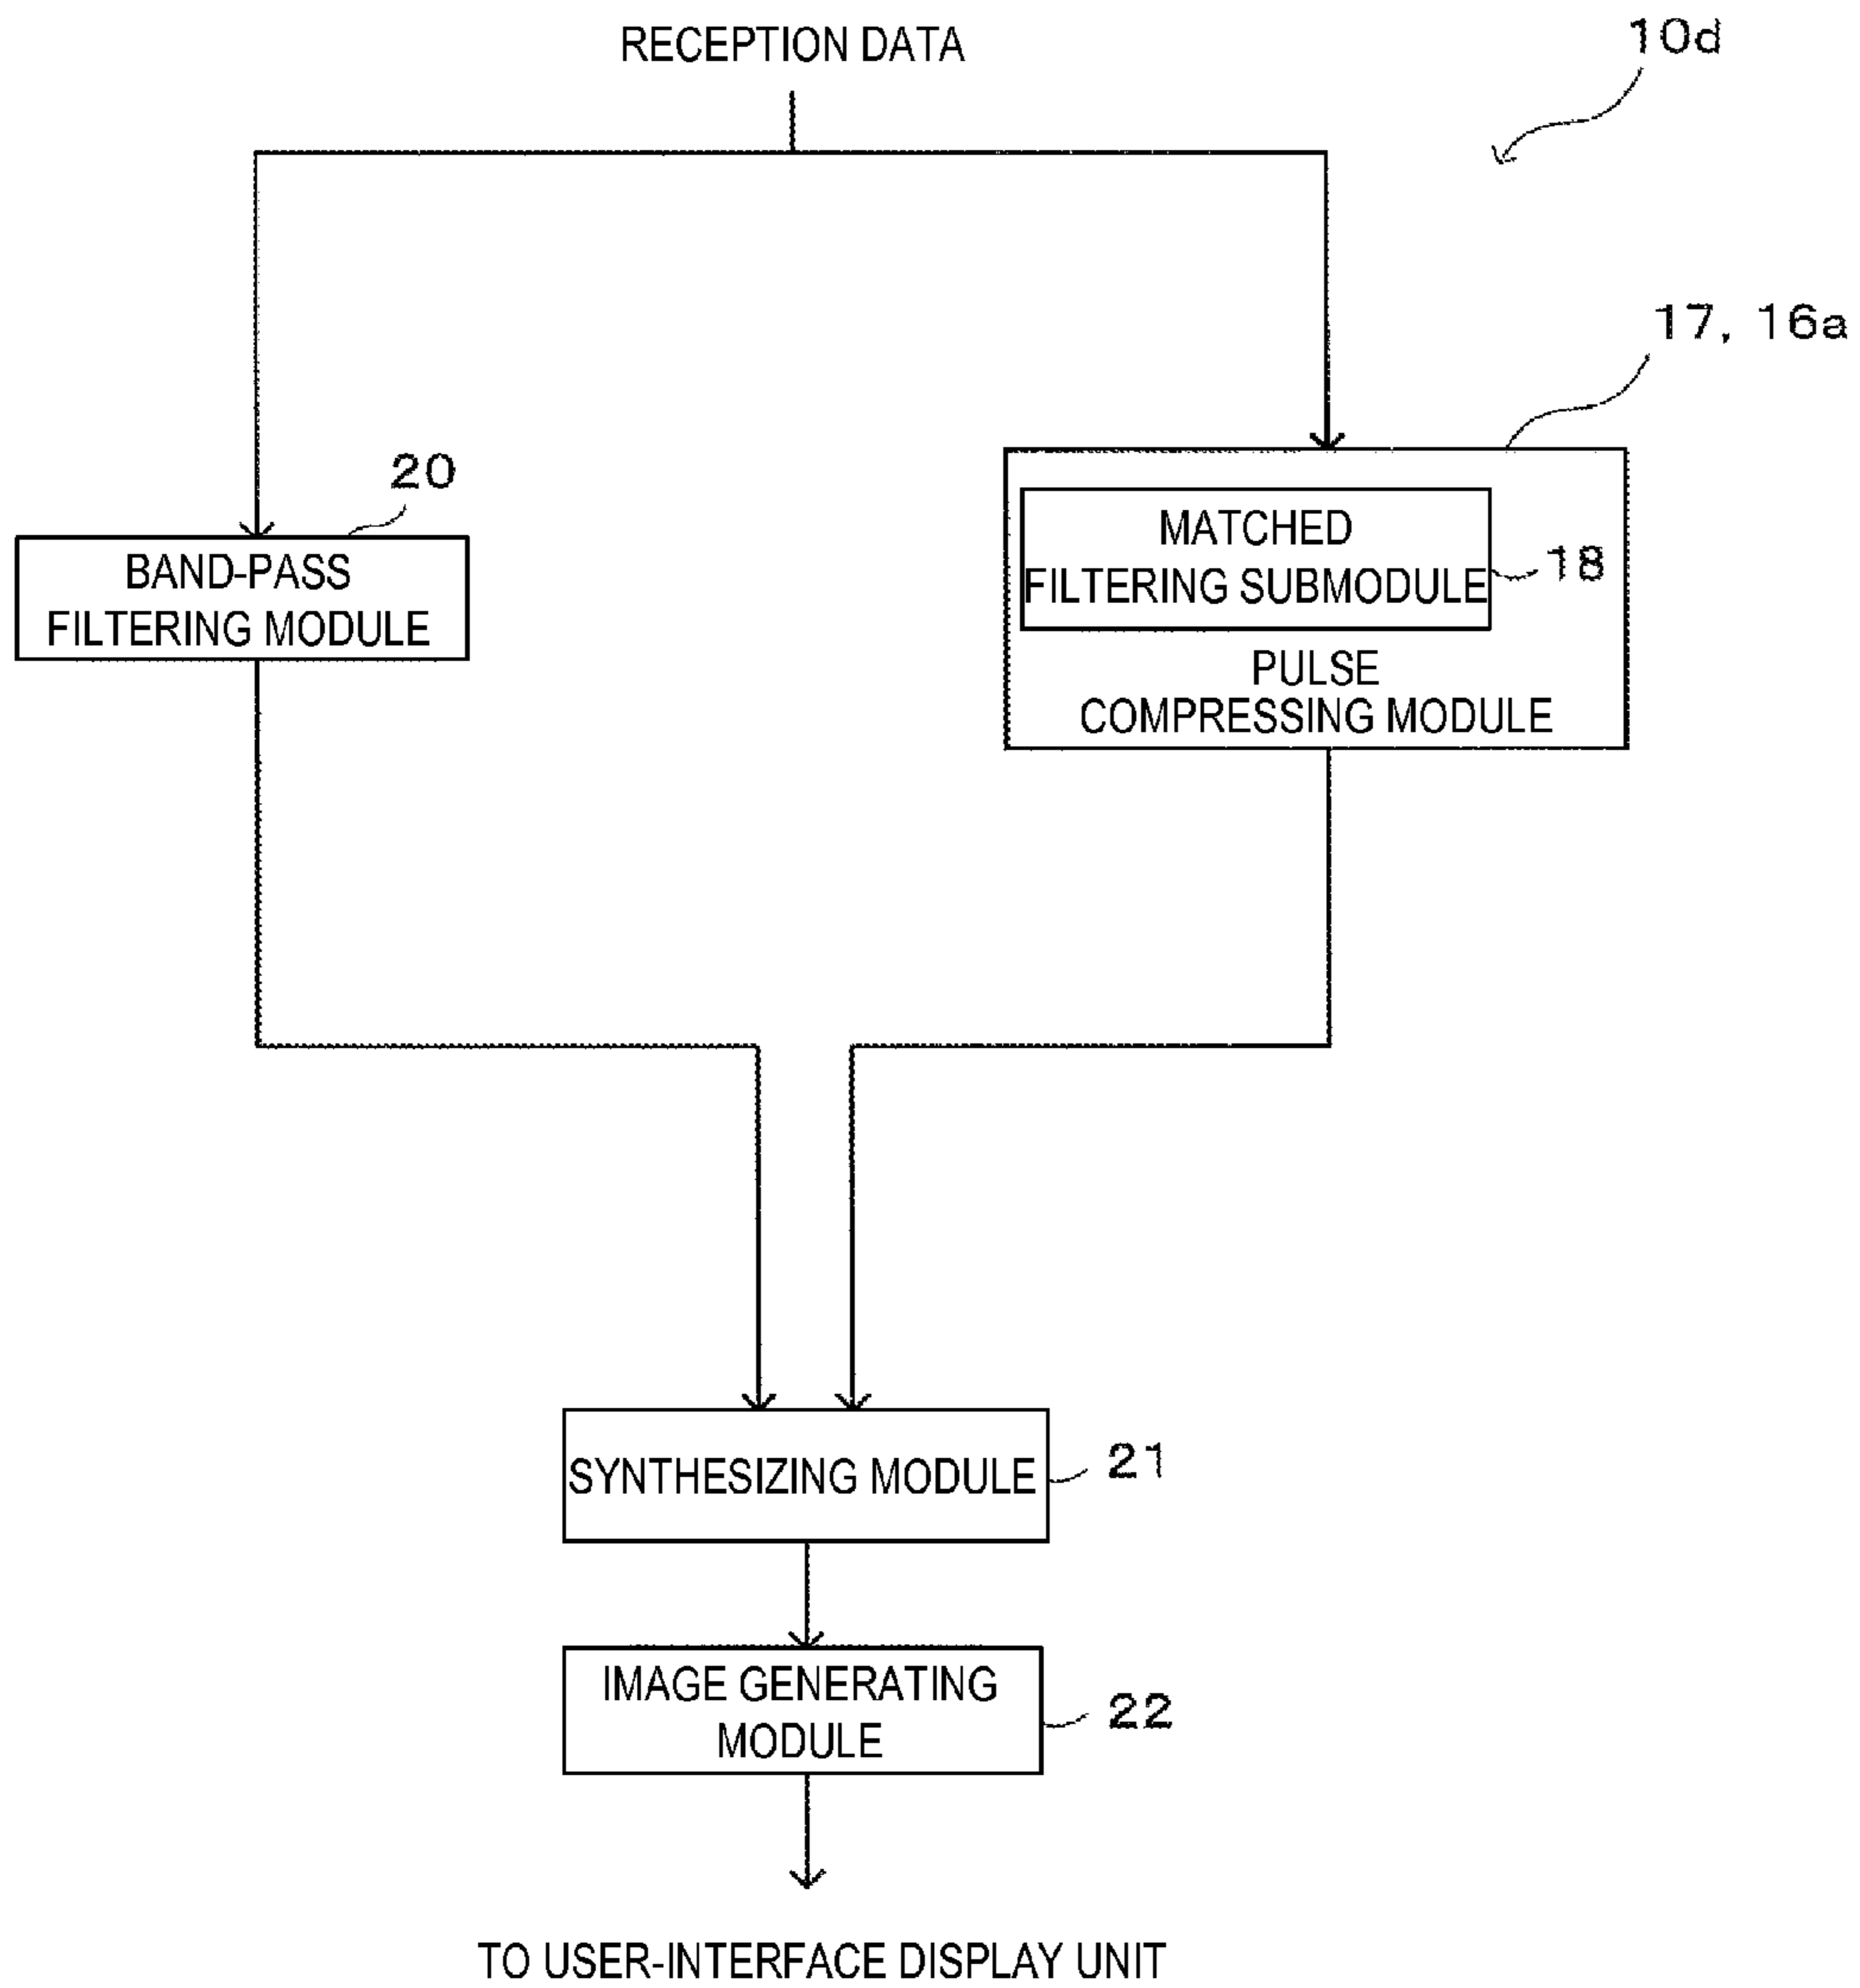 RECEPTION DATA
10d
17, 16a
20
BAND-PASS
FILTERING MODULE
MATCHED
FILTERING SUBMODULE
18
PULSE
COMPRESSING MODULE
SYNTHESIZING MODULE
21
IMAGE GENERATING
MODULE
22
TO USER-INTERFACE DISPLAY UNIT